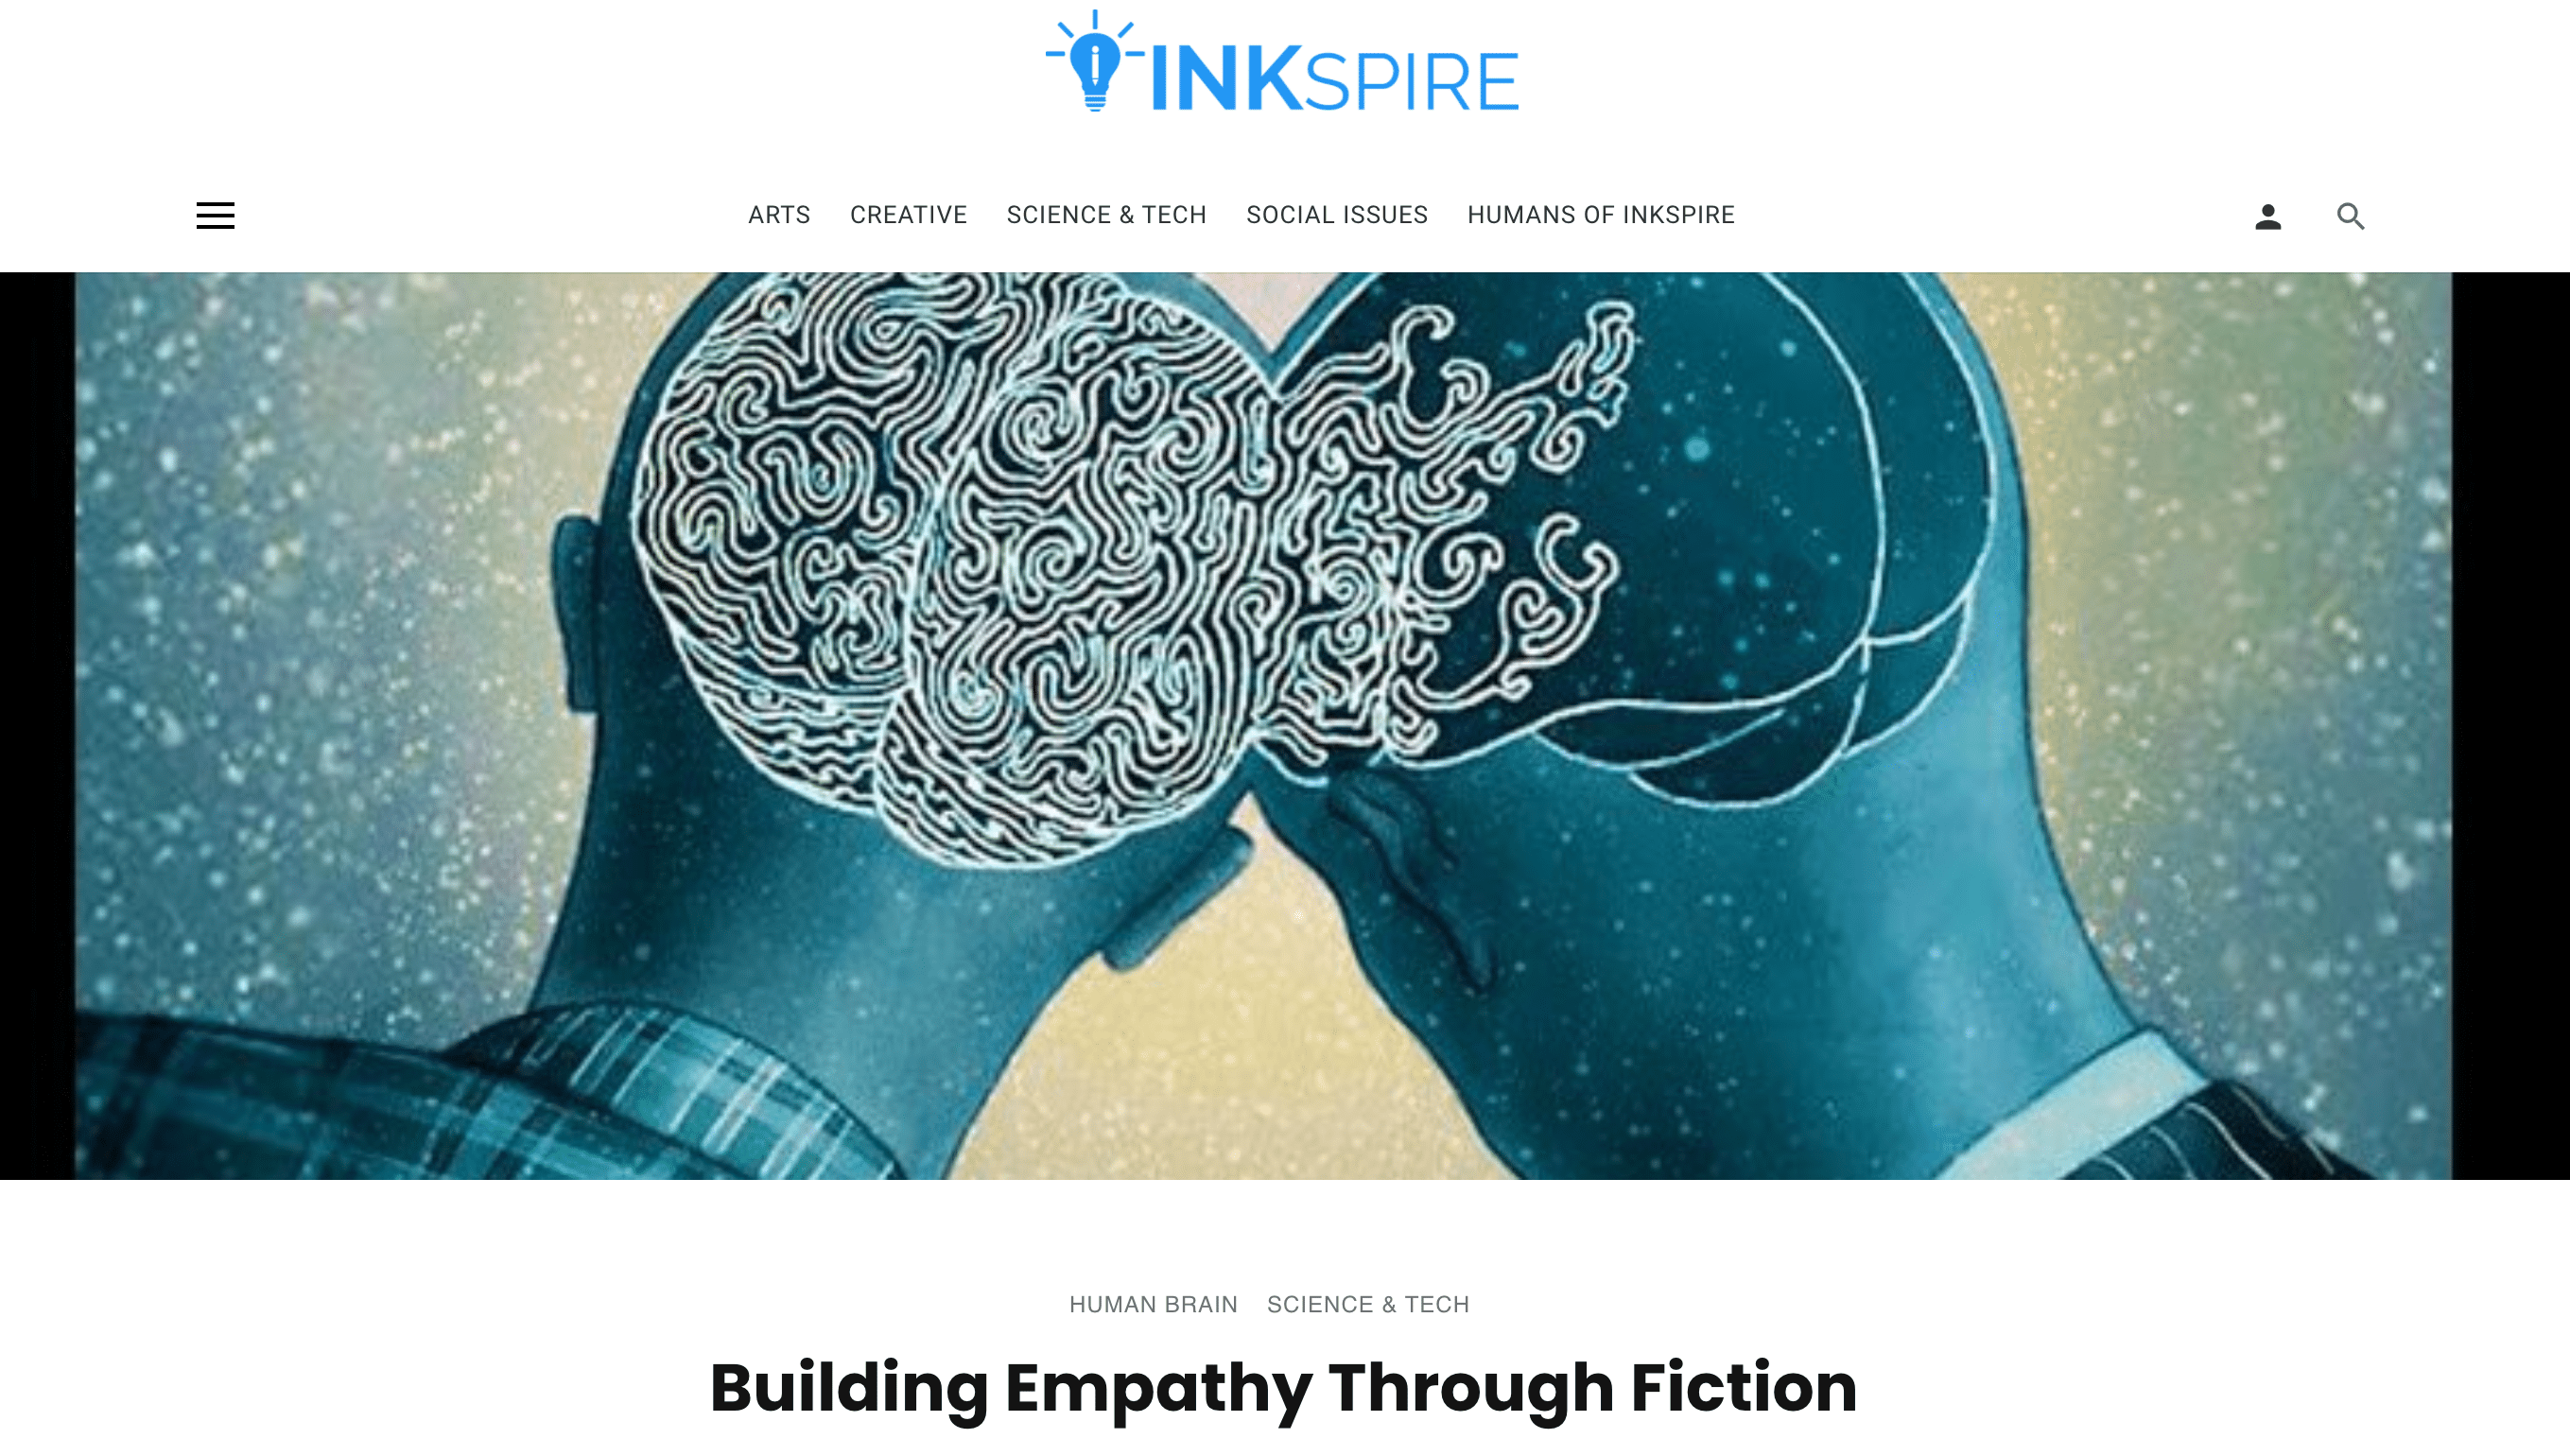 INKSPIRE
ARTS CREATIVE SCIENCE & TECH SOCIAL ISSUES HUMANS OF INKSPIRE
HUMAN BRAIN SCIENCE & TECH
Building Empathy Through Fiction